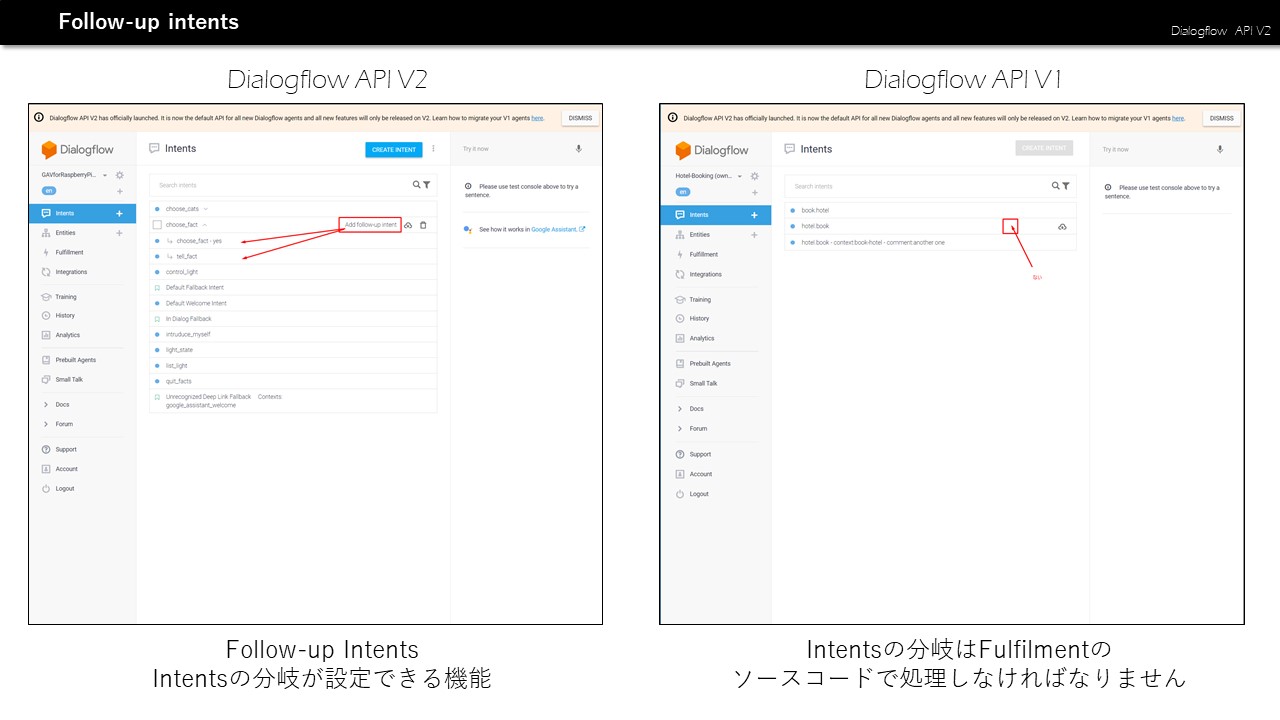 Follow-up intents
Dialogflow API V2
Dialogflow API V2
Dialogflow API V2 has officially launched. It is now the default API for all new Dialogflow agents and all new features will only be released on V2. Learn how to migrate your V1 agents here.
DISMISS
Dialogflow
GAVforRaspberryPi...
en
Intents
Entities
Fulfillment
Integrations
Training
History
Analytics
Prebuilt Agents
Small Talk
Docs
Forum
Support
Account
Logout
Intents
CREATE INTENT
Search intents
choose_cats
choose_fact
Add follow-up intent
choose_fact - yes
tell_fact
control_light
Default Fallback Intent
Default Welcome Intent
In Dialog Fallback
intruduce_myself
light_state
list_light
quit_facts
Unrecognized Deep Link Fallback Contexts:
google_assistant_welcome
Try it now
Please use test console above to try a
sentence.
See how it works in Google Assistant.
Follow-up Intents
Intentsの分岐が設定できる機能
Dialogflow API V1
Dialogflow API V2 has officially launched. It is now the default API for all new Dialogflow agents and all new features will only be released on V2. Learn how to migrate your V1 agents here.
DISMISS
Dialogflow
Hotel-Booking (own...
en
Intents
Entities
Fulfillment
Integrations
Training
History
Analytics
Prebuilt Agents
Small Talk
Docs
Forum
Support
Account
Logout
Intents
CREATE INTENT
Search intents
book.hotel
hotel.book
hotel.book - context:book-hotel - comment:another one
ない
Try it now
Please use test console above to try a
sentence.
Intentsの分岐はFulfilmentの
ソースコードで処理しなければなりません